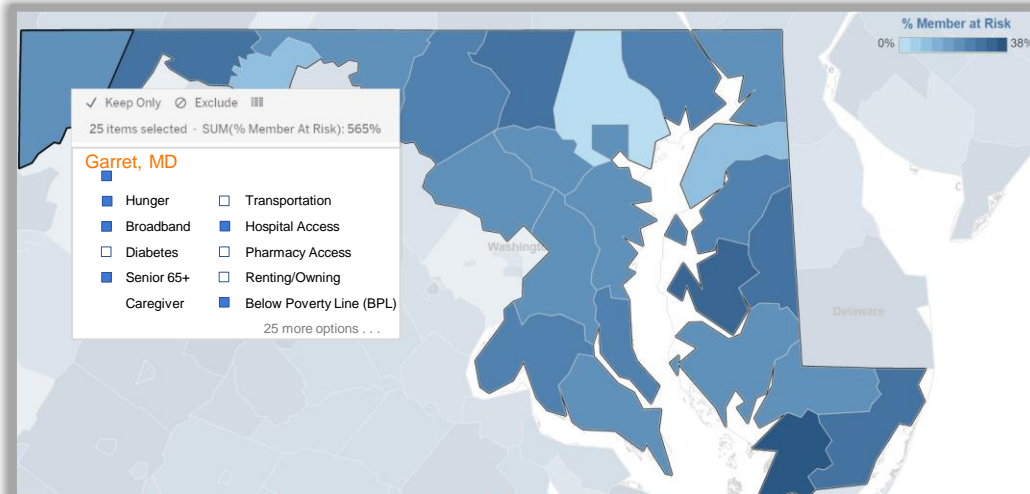 % Member at Risk
0% 38%
Keep Only Exclude
25 items selected · SUM(% Member At Risk): 565%
Garret, MD
Hunger Transportation
Broadband Hospital Access
Diabetes Pharmacy Access
Senior 65+ Renting/Owning
Caregiver Below Poverty Line (BPL)
25 more options . . .
Washington
Delaware